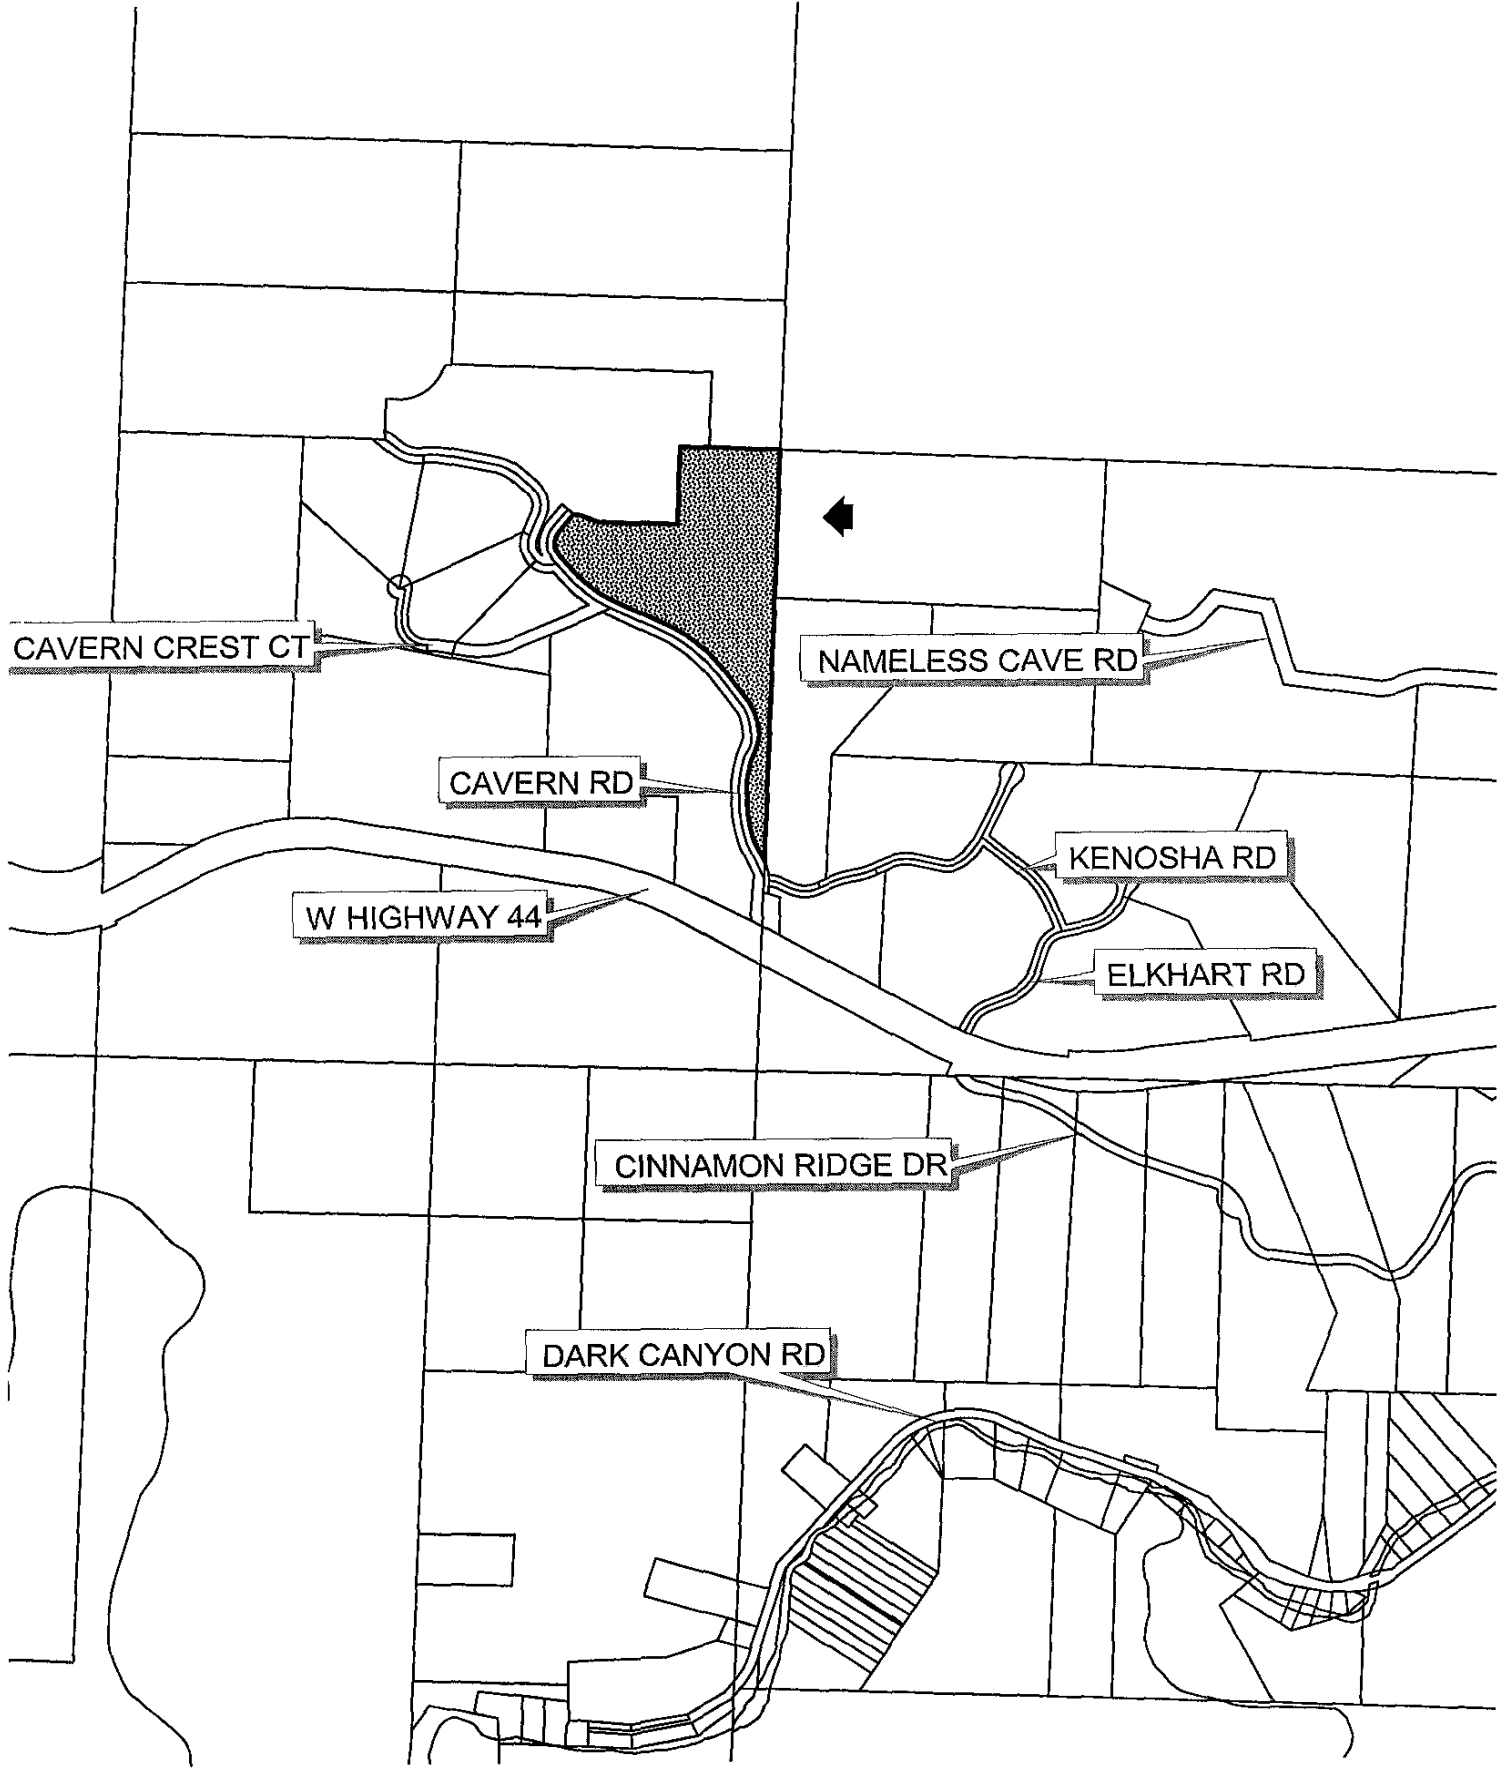 CAVERN CREST CT
NAMELESS CAVE RD
CAVERN RD
KENOSHA RD
W HIGHWAY 44
ELKHART RD
CINNAMON RIDGE DR
DARK CANYON RD